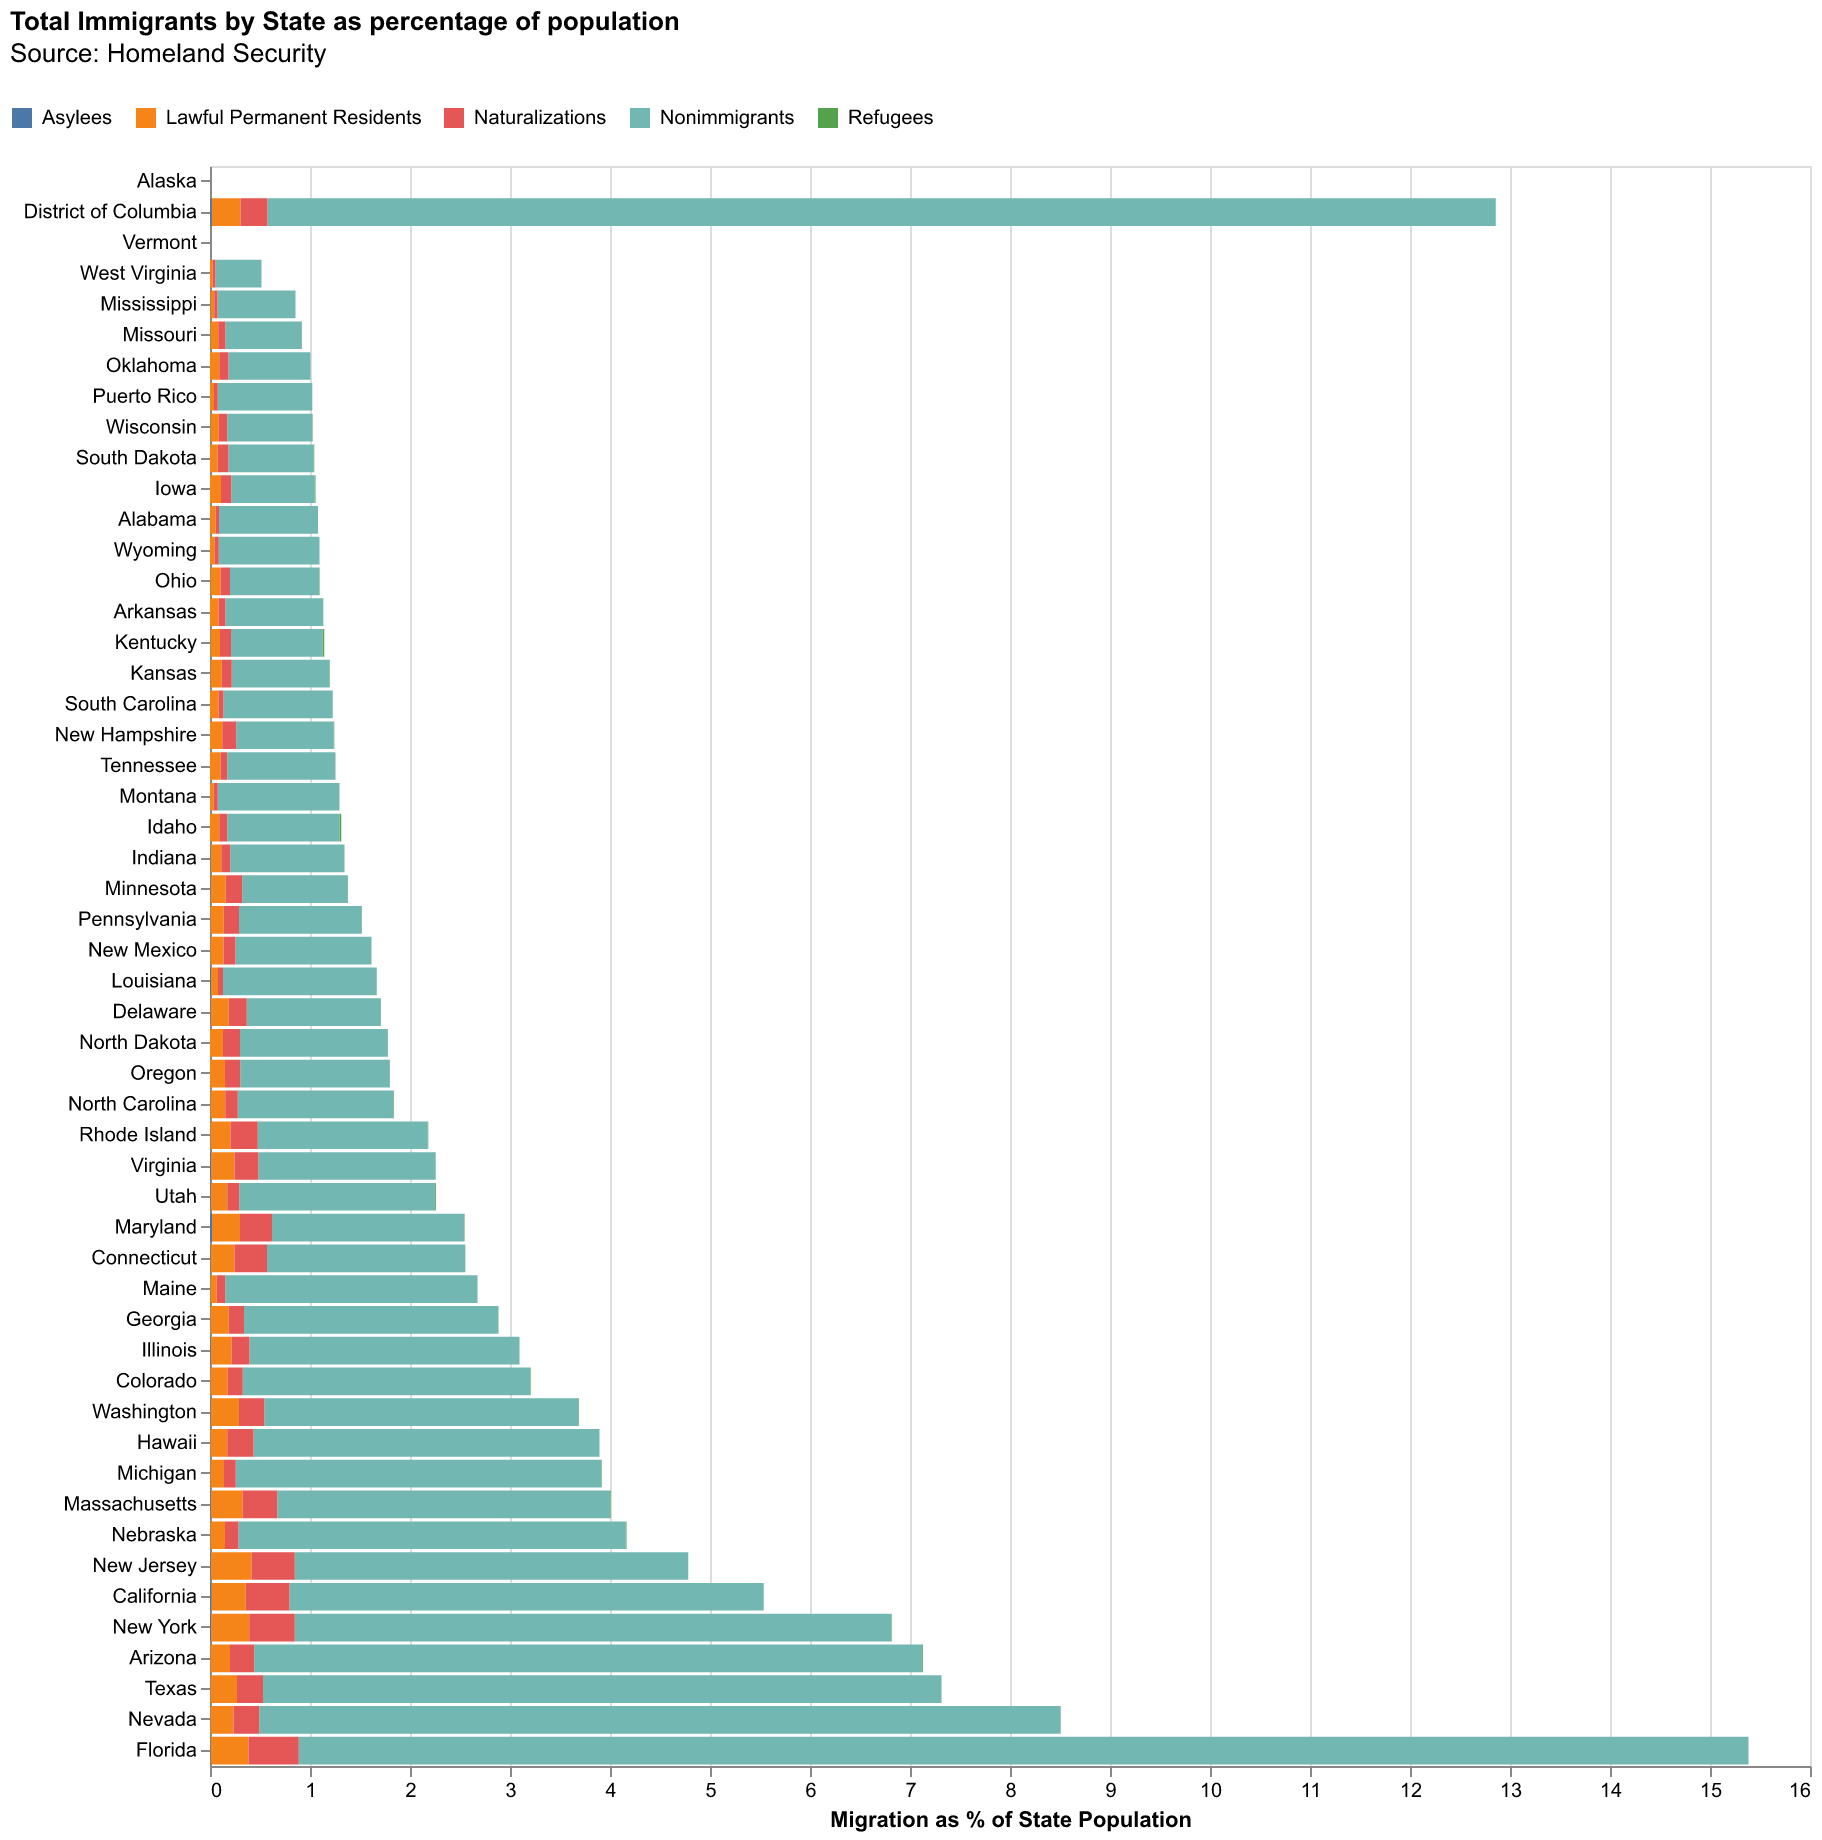 Total Immigrants by State as percentage of population
Source: Homeland Security
Asylees Lawful Permanent Residents Naturalizations Nonimmigrants Refugees
Alaska
District of Columbia
Vermont
West Virginia
Mississippi
Missouri
Oklahoma
Puerto Rico
Wisconsin
South Dakota
Iowa
Alabama
Wyoming
Ohio
Arkansas
Kentucky
Kansas
South Carolina
New Hampshire
Tennessee
Montana
Idaho
Indiana
Minnesota
Pennsylvania
New Mexico
Louisiana
Delaware
North Dakota
Oregon
North Carolina
Rhode Island
Virginia
Utah
Maryland
Connecticut
Maine
Georgia
Illinois
Colorado
Washington
Hawaii
Michigan
Massachusetts
Nebraska
New Jersey
California
New York
Arizona
Texas
Nevada
Florida
0 1 2 3 4 5 6 7 8 9 10 11 12 13 14 15 16
Migration as % of State Population